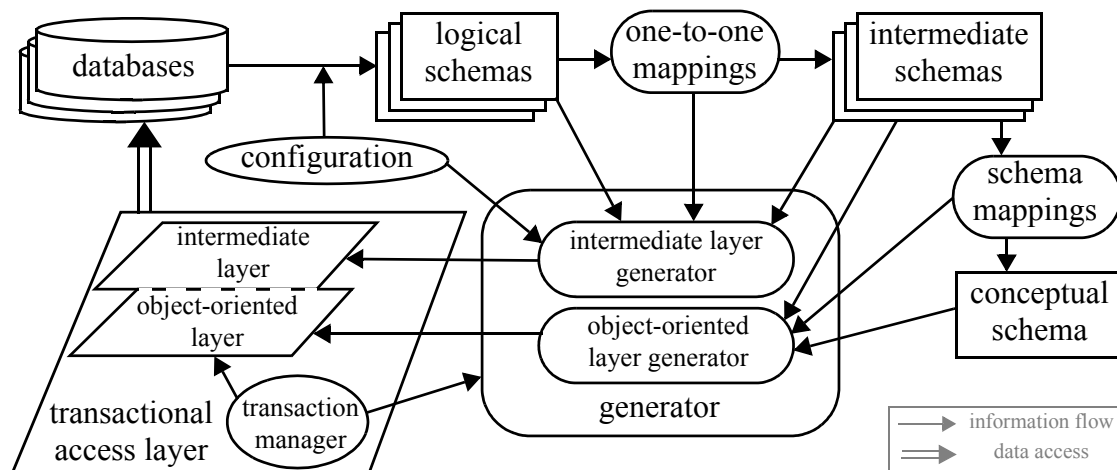 databases
logical
schemas
one-to-one
mappings
intermediate
schemas
configuration
schema
mappings
intermediate layer
generator
intermediate
layer
object-oriented
layer
object-oriented
layer generator
conceptual
schema
transaction
manager
generator
transactional
access layer
information flow
data access